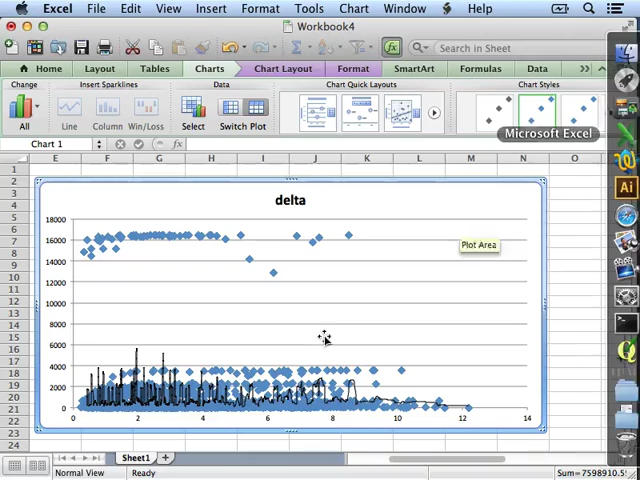 Excel File Edit View Insert Format Tools Chart Window Help
Workbook4
Search in Sheet
Home Layout Tables Charts Chart Layout Format SmartArt Formulas Data
Change Insert Sparklines Data Chart Quick Layouts Chart Styles
All Line Column Win/Loss Select Switch Plot
Microsoft Excel
Chart 1 fx
E F G H I J K L M N O
1
2
3
4
5
6
7
8
9
10
11
12
13
14
15
16
17
18
19
20
21
22
23
24
delta
18000
16000
14000
12000
10000
8000
6000
4000
2000
0
0 2 4 6 8 10 12 14
Plot Area
Ai
Sheet1
Normal View Ready Sum=7598910.5